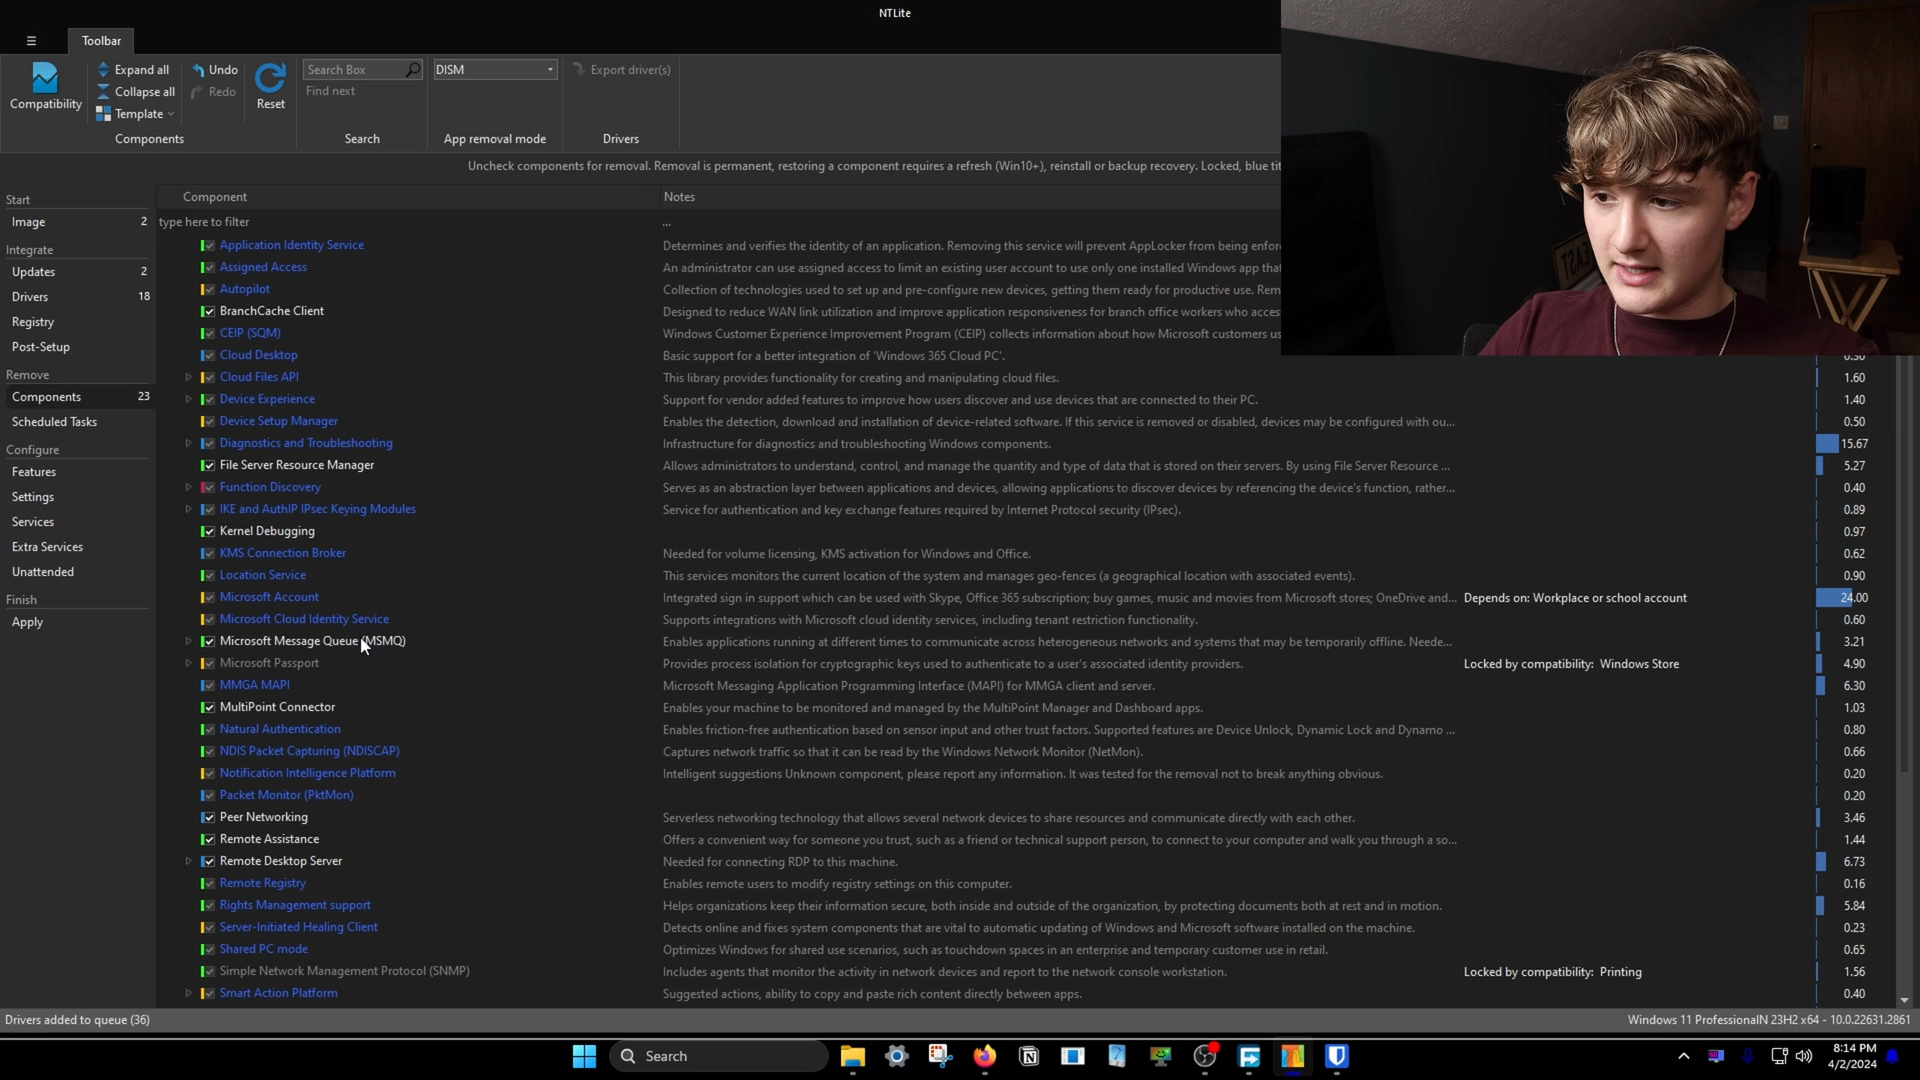 NTLite
Toolbar
Compatibility
Expand all
Collapse all
Template
Components
Undo
Redo
Reset
Search Box
Find next
Search
DISM
App removal mode
Export driver(s)
Drivers
Uncheck components for removal. Removal is permanent, restoring a component requires a refresh (Win10+), reinstall or backup recovery. Locked, blue tit
Start
Image 2
Integrate
Updates 2
Drivers 18
Registry
Post-Setup
Remove
Components 23
Scheduled Tasks
Configure
Features
Settings
Services
Extra Services
Unattended
Finish
Apply
Component Notes
type here to filter ...
Application Identity Service Determines and verifies the identity of an application. Removing this service will prevent AppLocker from being enfor
Assigned Access An administrator can use assigned access to limit an existing user account to use only one installed Windows app that
Autopilot Collection of technologies used to set up and pre-configure new devices, getting them ready for productive use. Rem
BranchCache Client Designed to reduce WAN link utilization and improve application responsiveness for branch office workers who acces
CEIP (SQM) Windows Customer Experience Improvement Program (CEIP) collects information about how Microsoft customers us
Cloud Desktop Basic support for a better integration of 'Windows 365 Cloud PC'.
Cloud Files API This library provides functionality for creating and manipulating cloud files. 1.60
Device Experience Support for vendor added features to improve how users discover and use devices that are connected to their PC. 1.40
Device Setup Manager Enables the detection, download and installation of device-related software. If this service is removed or disabled, devices may be configured with ou... 0.50
Diagnostics and Troubleshooting Infrastructure for diagnostics and troubleshooting Windows components. 15.67
File Server Resource Manager Allows administrators to understand, control, and manage the quantity and type of data that is stored on their servers. By using File Server Resource ... 5.27
Function Discovery Serves as an abstraction layer between applications and devices, allowing applications to discover devices by referencing the device's function, rather... 0.40
IKE and AuthIP IPsec Keying Modules Service for authentication and key exchange features required by Internet Protocol security (IPsec). 0.89
Kernel Debugging 0.97
KMS Connection Broker Needed for volume licensing, KMS activation for Windows and Office. 0.62
Location Service This services monitors the current location of the system and manages geo-fences (a geographical location with associated events). 0.90
Microsoft Account Integrated sign in support which can be used with Skype, Office 365 subscription; buy games, music and movies from Microsoft stores; OneDrive and... Depends on: Workplace or school account 24.00
Microsoft Cloud Identity Service Supports integrations with Microsoft cloud identity services, including tenant restriction functionality. 0.60
Microsoft Message Queue (MSMQ) Enables applications running at different times to communicate across heterogeneous networks and systems that may be temporarily offline. Neede... 3.21
Microsoft Passport Provides process isolation for cryptographic keys used to authenticate to a user's associated identity providers. Locked by compatibility: Windows Store 4.90
MMGA MAPI Microsoft Messaging Application Programming Interface (MAPI) for MMGA client and server. 6.30
MultiPoint Connector Enables your machine to be monitored and managed by the MultiPoint Manager and Dashboard apps. 1.03
Natural Authentication Enables friction-free authentication based on sensor input and other trust factors. Supported features are Device Unlock, Dynamic Lock and Dynamo ... 0.80
NDIS Packet Capturing (NDISCAP) Captures network traffic so that it can be read by the Windows Network Monitor (NetMon). 0.66
Notification Intelligence Platform Intelligent suggestions Unknown component, please report any information. It was tested for the removal not to break anything obvious. 0.20
Packet Monitor (PktMon) 0.20
Peer Networking Serverless networking technology that allows several network devices to share resources and communicate directly with each other. 3.46
Remote Assistance Offers a convenient way for someone you trust, such as a friend or technical support person, to connect to your computer and walk you through a so... 1.44
Remote Desktop Server Needed for connecting RDP to this machine. 6.73
Remote Registry Enables remote users to modify registry settings on this computer. 0.16
Rights Management support Helps organizations keep their information secure, both inside and outside of the organization, by protecting documents both at rest and in motion. 5.84
Server-Initiated Healing Client Detects online and fixes system components that are vital to automatic updating of Windows and Microsoft software installed on the machine. 0.23
Shared PC mode Optimizes Windows for shared use scenarios, such as touchdown spaces in an enterprise and temporary customer use in retail. 0.65
Simple Network Management Protocol (SNMP) Includes agents that monitor the activity in network devices and report to the network console workstation. Locked by compatibility: Printing 1.56
Smart Action Platform Suggested actions, ability to copy and paste rich content directly between apps. 0.40
Drivers added to queue (36) Windows 11 ProfessionalN 23H2 x64 - 10.0.22631.2861
Search
8:14 PM
4/2/2024